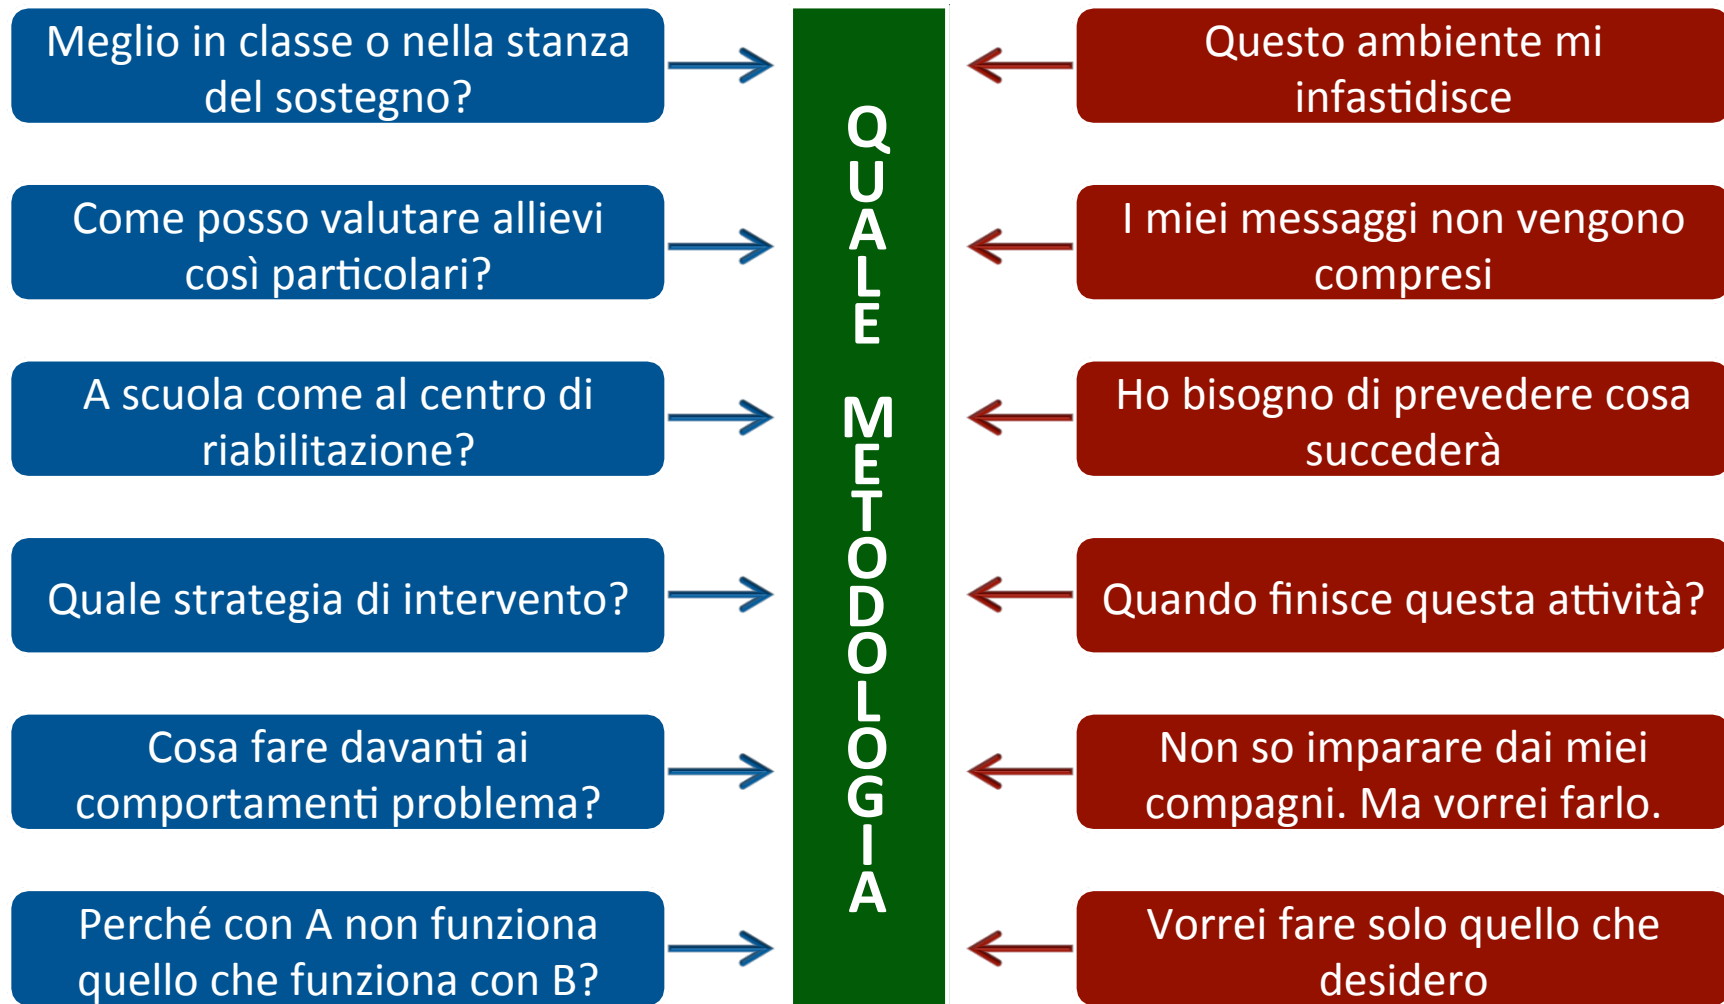 Meglio in classe o nella stanza
del sostegno?
Come posso valutare allievi
così particolari?
A scuola come al centro di
riabilitazione?
Quale strategia di intervento?
Cosa fare davanti ai
comportamenti problema?
Perché con A non funziona
quello che funziona con B?
QUALE METODOLOGIA
Questo ambiente mi
infastidisce
I miei messaggi non vengono
compresi
Ho bisogno di prevedere cosa
succederà
Quando finisce questa attività?
Non so imparare dai miei
compagni. Ma vorrei farlo.
Vorrei fare solo quello che
desidero